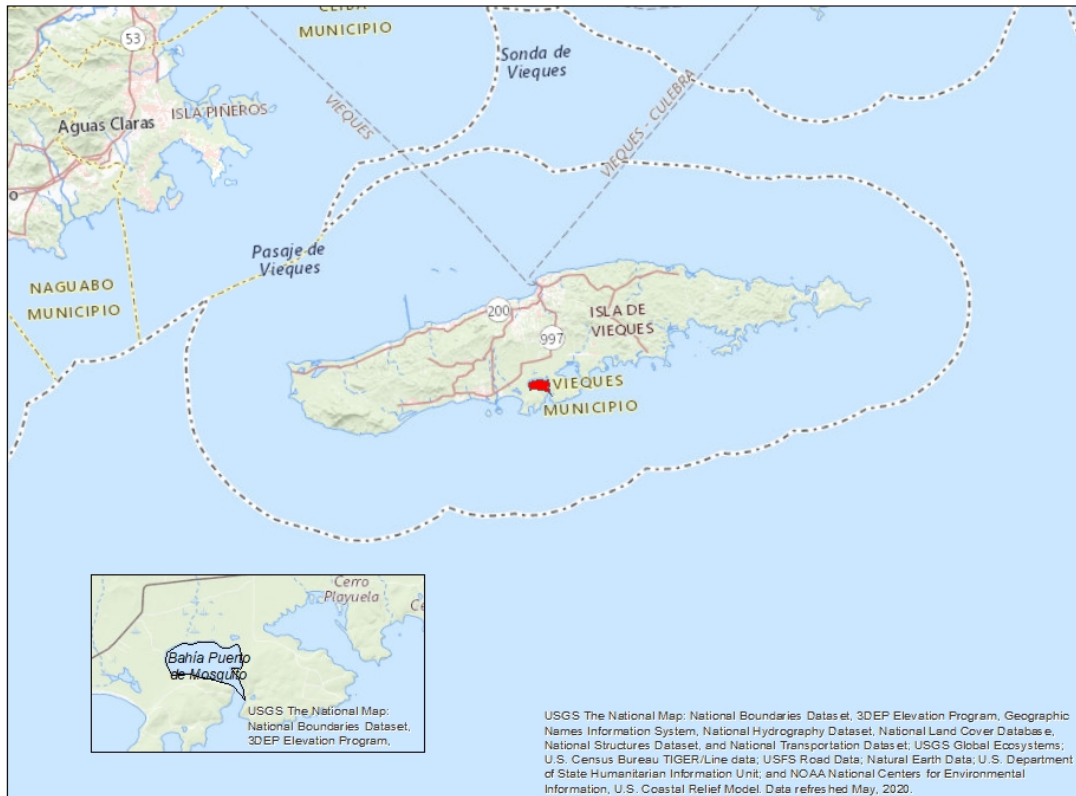 CEIBA
MUNICIPIO
53
Sonda de
Vieques
ISLA PIÑEROS
VIEQUES
VIEQUES - CULEBRA
Aguas Claras
o
Pasaje de
Vieques
NAGUABO
MUNICIPIO
200
ISLA DE
VIEQUES
997
VIEQUES
MUNICIPIO
Cerro
Playuela
Ce
Bahía Puerto
de Mosquito
USGS The National Map:
National Boundaries Dataset,
3DEP Elevation Program,
USGS The National Map: National Boundaries Dataset, 3DEP Elevation Program, Geographic
Names Information System, National Hydrography Dataset, National Land Cover Database,
National Structures Dataset, and National Transportation Dataset; USGS Global Ecosystems;
U.S. Census Bureau TIGER/Line data; USFS Road Data; Natural Earth Data; U.S. Department
of State Humanitarian Information Unit; and NOAA National Centers for Environmental
Information, U.S. Coastal Relief Model. Data refreshed May, 2020.